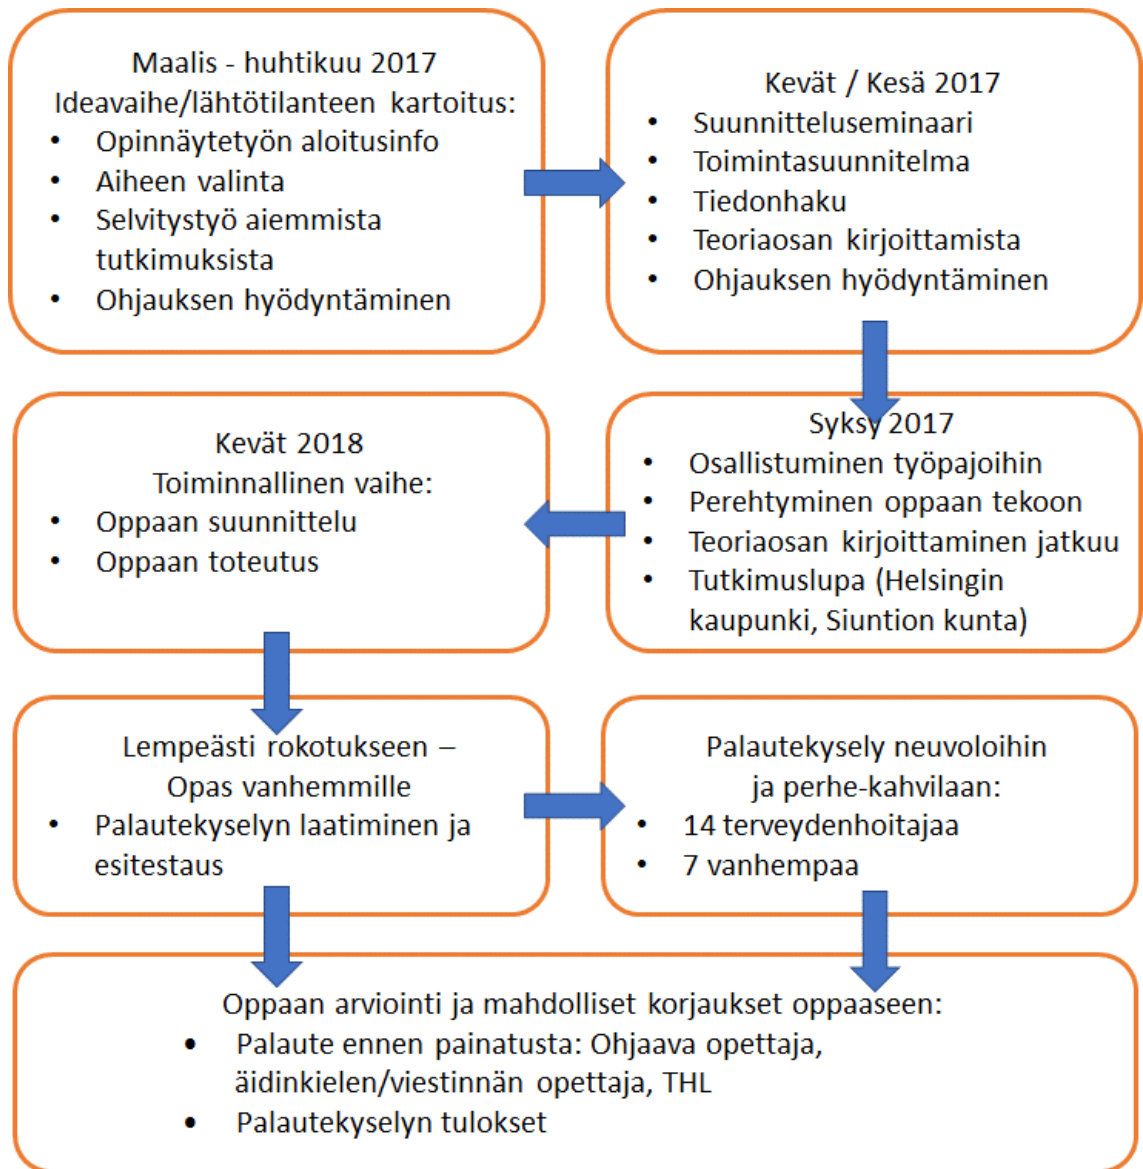 Maalis - huhtikuu 2017
Ideavaihe/lähtötilanteen kartoitus:
• Opinnäytetyön aloitusinfo
• Aiheen valinta
• Selvitystyö aiemmista
tutkimuksista
• Ohjauksen hyödyntäminen
Kevät / Kesä 2017
• Suunnitteluseminaari
• Toimintasuunnitelma
• Tiedonhaku
• Teoriaosan kirjoittamista
• Ohjauksen hyödyntäminen
Syksy 2017
• Osallistuminen työpajoihin
• Perehtyminen oppaan tekoon
• Teoriaosan kirjoittaminen jatkuu
• Tutkimuslupa (Helsingin
kaupunki, Siuntion kunta)
Kevät 2018
Toiminnallinen vaihe:
• Oppaan suunnittelu
• Oppaan toteutus
Lempeästi rokotukseen –
Opas vanhemmille
• Palautekyselyn laatiminen ja
esitestaus
Palautekysely neuvoloihin
ja perhe-kahvilaan:
• 14 terveydenhoitajaa
• 7 vanhempaa
Oppaan arviointi ja mahdolliset korjaukset oppaaseen:
• Palaute ennen painatusta: Ohjaava opettaja,
äidinkielen/viestinnän opettaja, THL
• Palautekyselyn tulokset